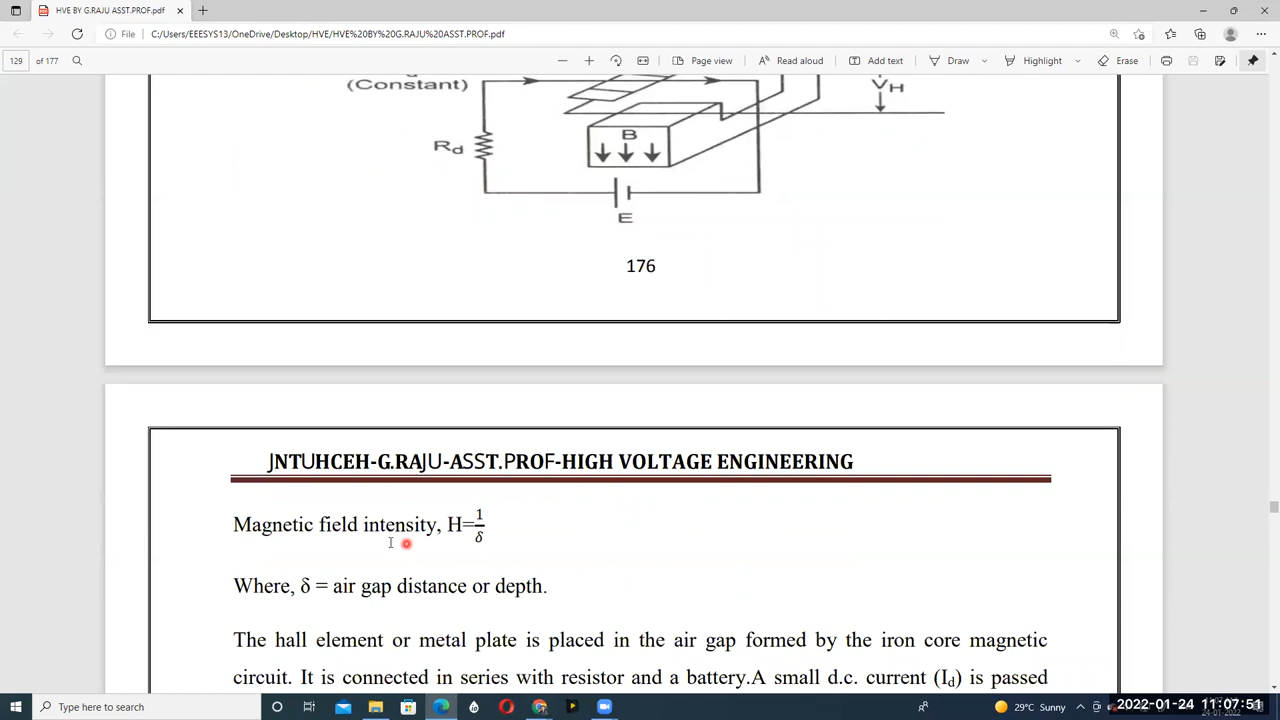 HVE BY G.RAJU ASST.PROF.pdf
File
C:/Users/EEESYS13/OneDrive/Desktop/HVE/HVE%20BY%20G.RAJU%20ASST.PROF.pdf
129 of 177
Page view
Read aloud
Add text
Draw
Highlight
Erase
(Constant)
VH
Rd
B
E
176
JNTUHCEH-G.RAJU-ASST.PROF-HIGH VOLTAGE ENGINEERING
Magnetic field intensity, H=1/δ
Where, δ = air gap distance or depth.
The hall element or metal plate is placed in the air gap formed by the iron core magnetic
circuit. It is connected in series with resistor and a battery.A small d.c. current (Id) is passed
Type here to search
29°C Sunny
2022-01-24 11:07:51